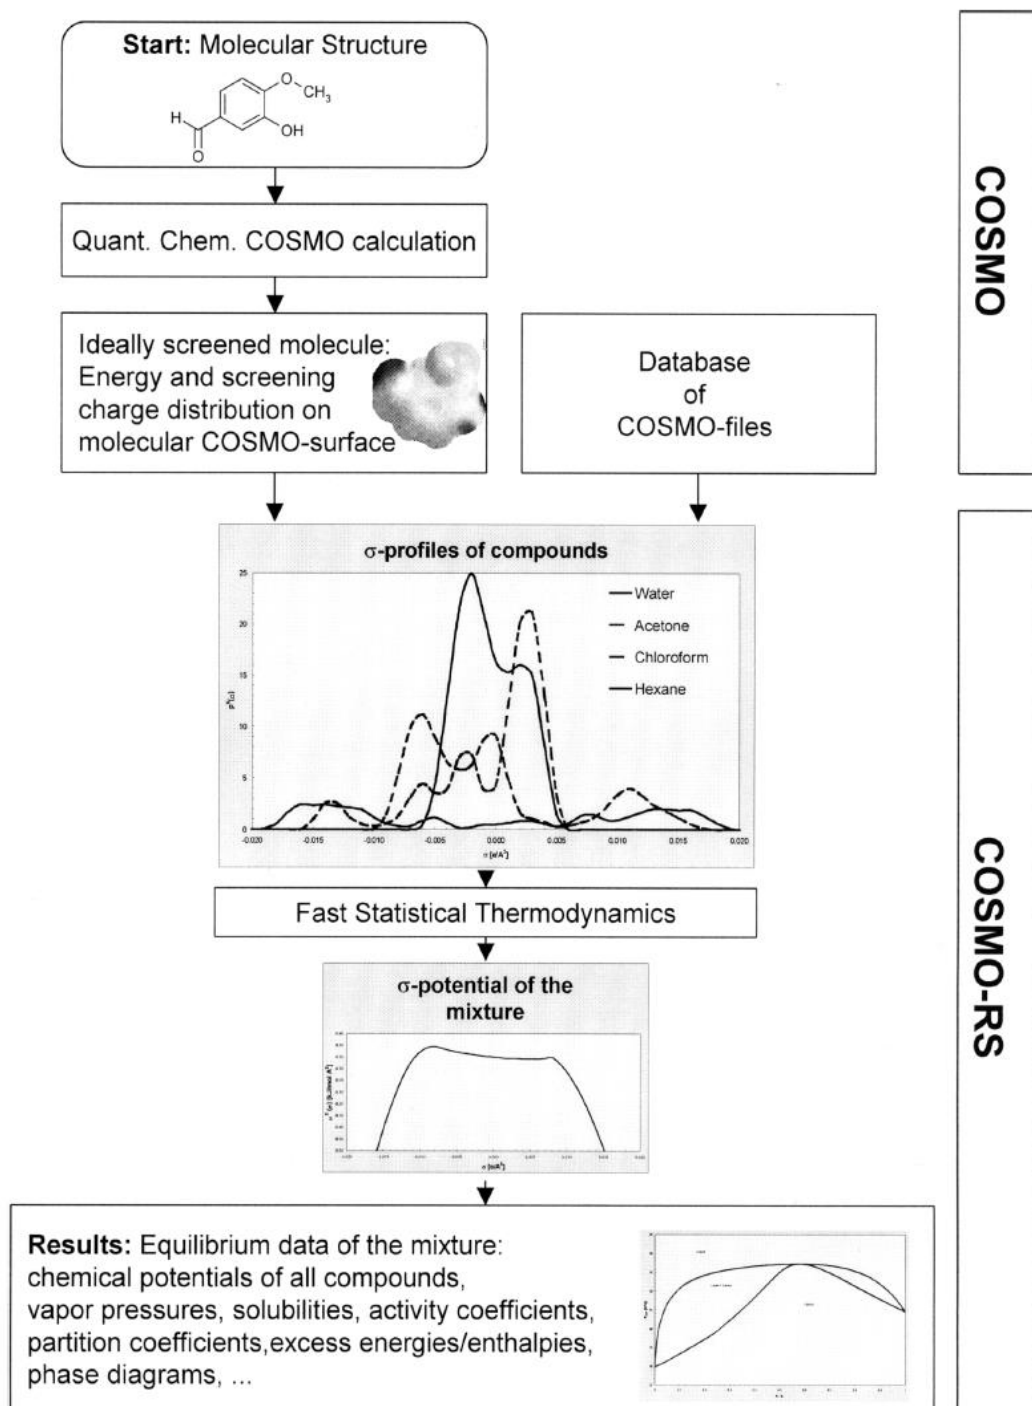 Start: Molecular Structure
O
CH3
H
OH
O
Quant. Chem. COSMO calculation
Ideally screened molecule:
Energy and screening
charge distribution on
molecular COSMO-surface
Database
of
COSMO-files
COSMO
σ-profiles of compounds
25
20
15
10
5
0
Water
Acetone
Chloroform
Hexane
-0.020 -0.015 -0.010 -0.005 0.000 0.005 0.010 0.015 0.020
Fast Statistical Thermodynamics
σ-potential of the
mixture
COSMO-RS
Results: Equilibrium data of the mixture:
chemical potentials of all compounds,
vapor pressures, solubilities, activity coefficients,
partition coefficients,excess energies/enthalpies,
phase diagrams, ...